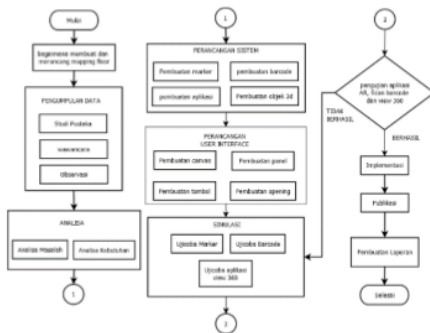 Mulai
bagaimana membuat dan
merancang mapping floor
PENGUMPULAN DATA
Studi Pustaka
wawancara
Observasi
ANALISA
Analisa Masalah
Analisa Kebutuhan
1
1
PERANCANGAN SISTEM
Pembuatan marker
pembuatan barcode
pembuatan aplikasi
Pembuatan objek 3d
PERANCANGAN
USER INTERFACE
Pembuatan canvas
Pembuatan panel
Pembuatan tombol
Pembuatan opening
SIMULASI
Ujicoba Marker
Ujicoba Barcode
Ujicoba aplikasi
view 360
2
pengujian aplikasi
AR, Scan barcode
dan view 360
TIDAK
BERHASIL
BERHASIL
Implementasi
Publikasi
Pembuatan Laporan
Selesai